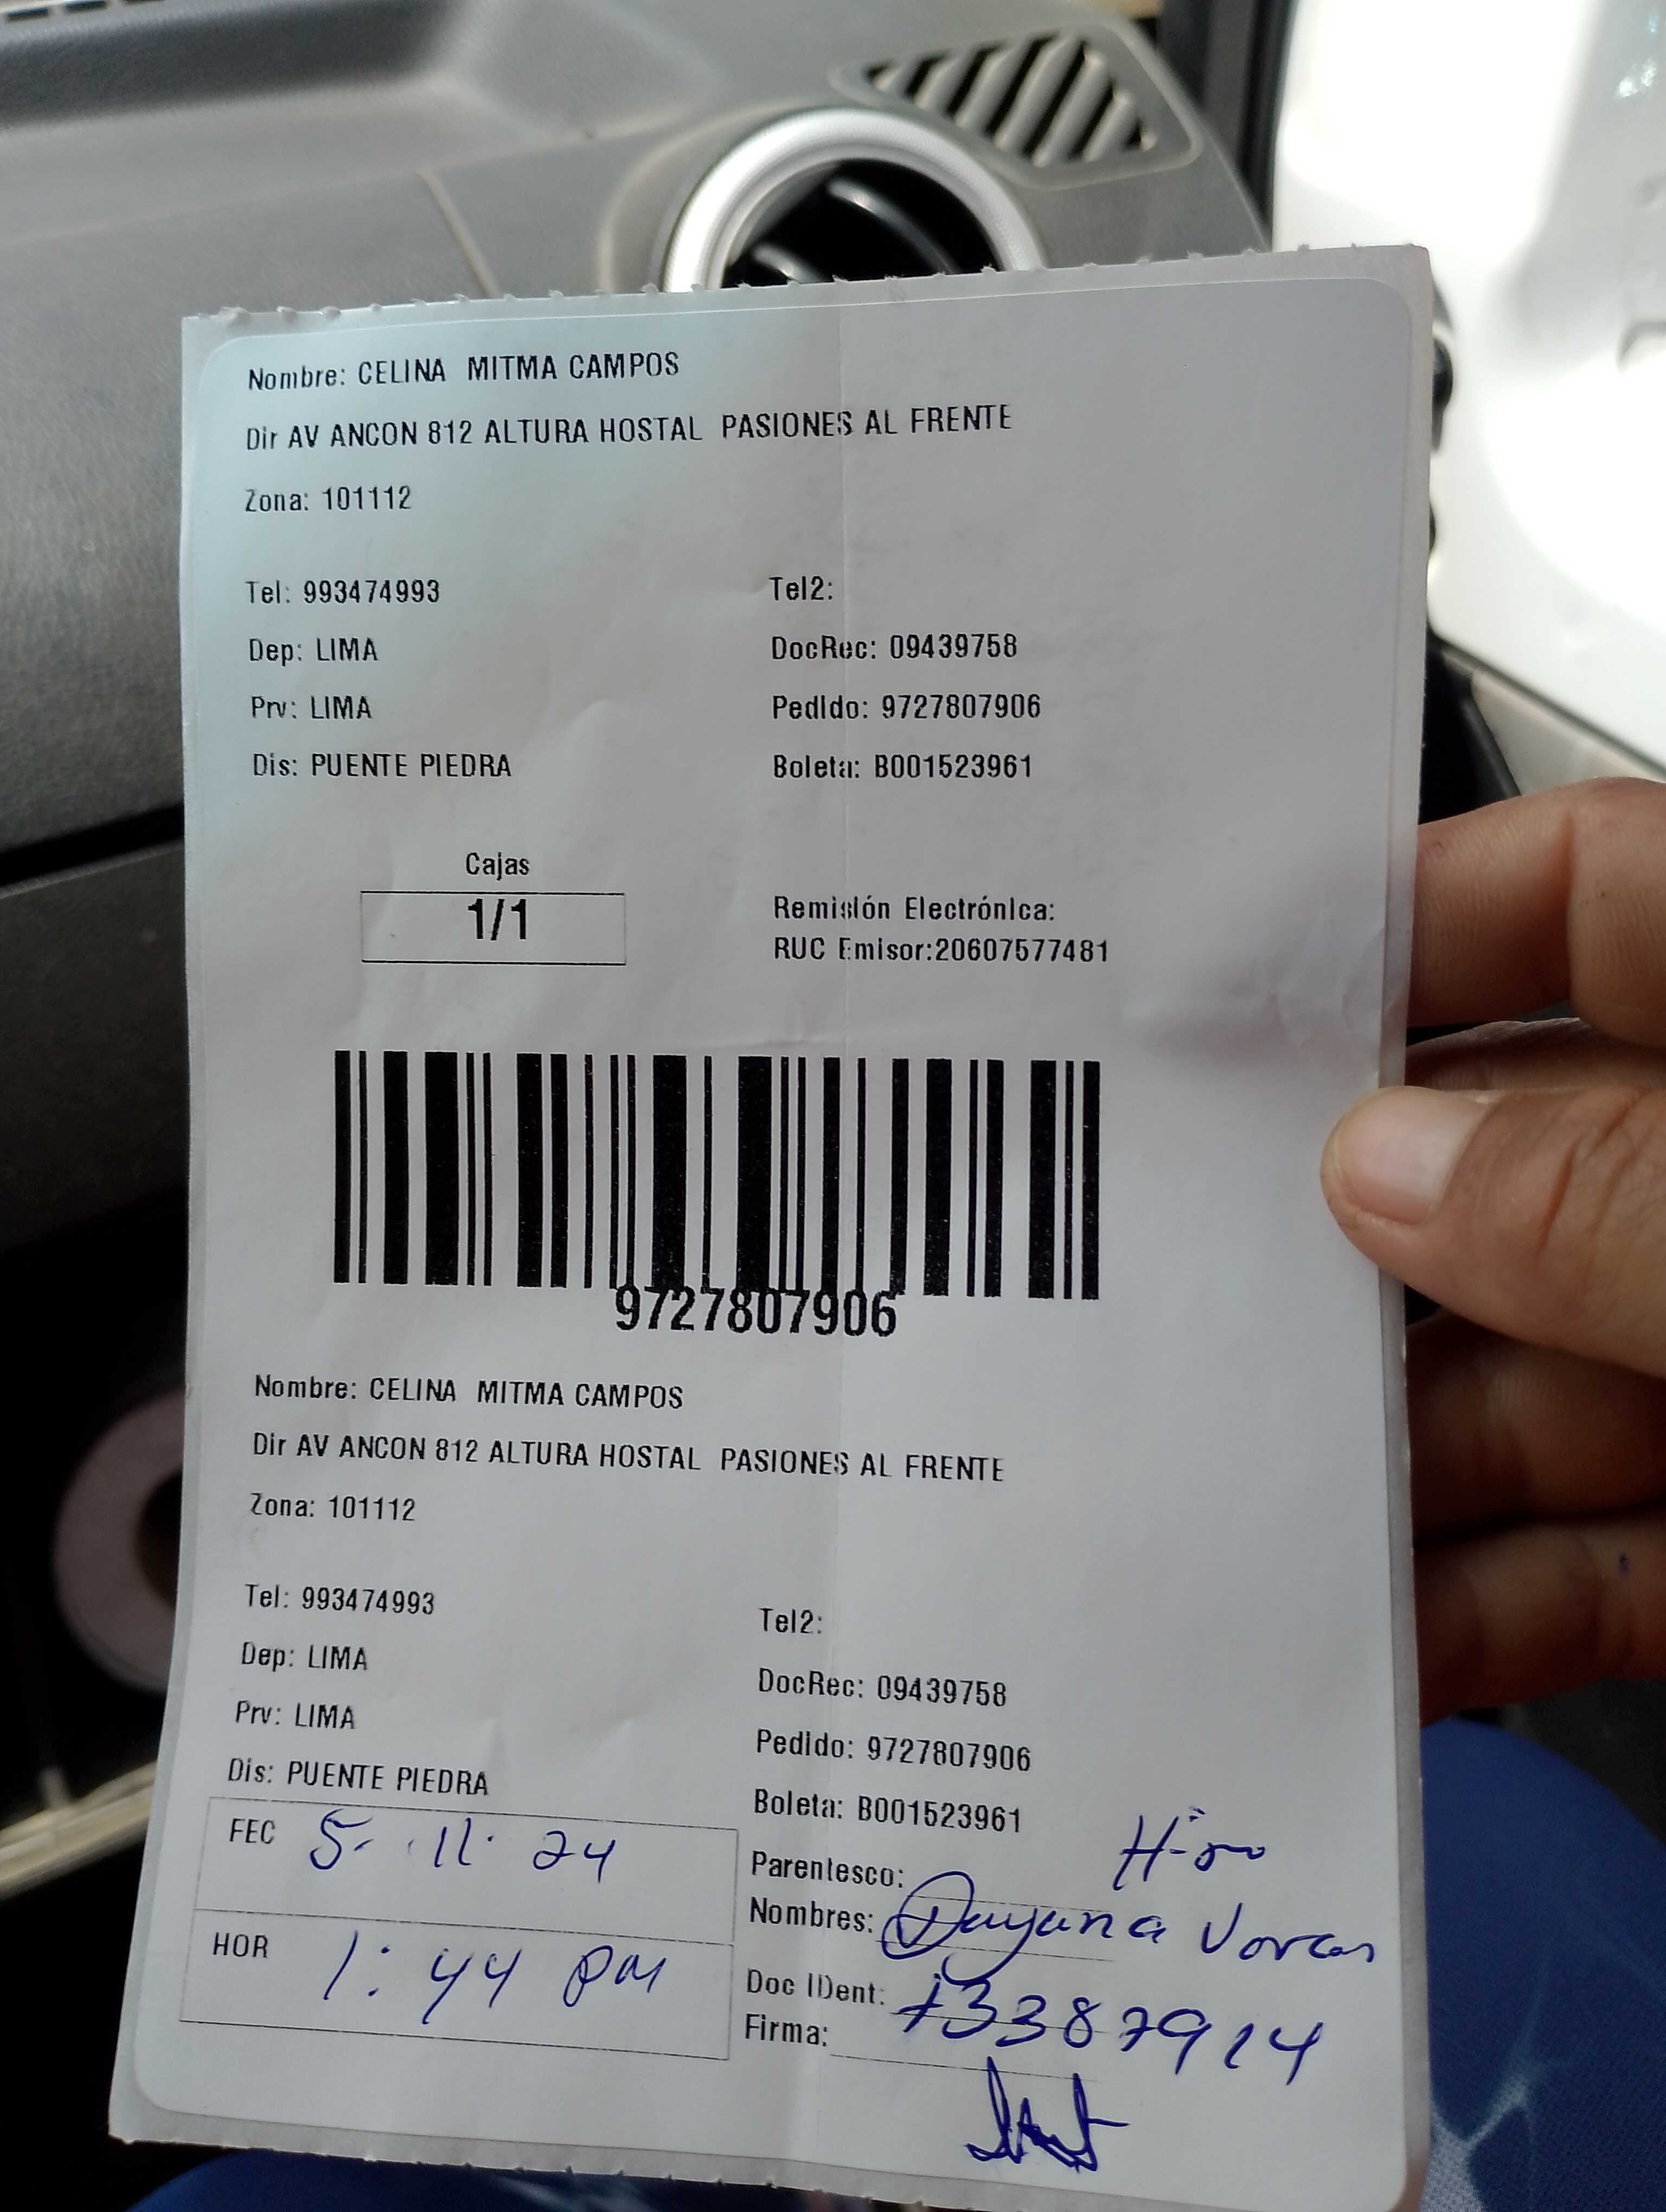 Nombre: CELINA MITMA CAMPOS
Dir AV ANCON 812 ALTURA HOSTAL PASIONES AL FRENTE
Zona: 101112
Tel: 993474993 Tel2:
Dep: LIMA DocRec: 09439758
Prv: LIMA Pedido: 9727807906
Dis: PUENTE PIEDRA Boleta: B001523961
Cajas
1/1
Remisión Electrónica:
RUC Emisor:20607577481
9727807906
Nombre: CELINA MITMA CAMPOS
Dir AV ANCON 812 ALTURA HOSTAL PASIONES AL FRENTE
Zona: 101112
Tel: 993474993 Tel2:
Dep: LIMA DocRec: 09439758
Prv: LIMA Pedido: 9727807906
Dis: PUENTE PIEDRA Boleta: B001523961
FEC 5. 11. 24
HOR 1:44 PM
Parentesco:
Nombres: Dayana
Doc IDent: 73387914
Firma: